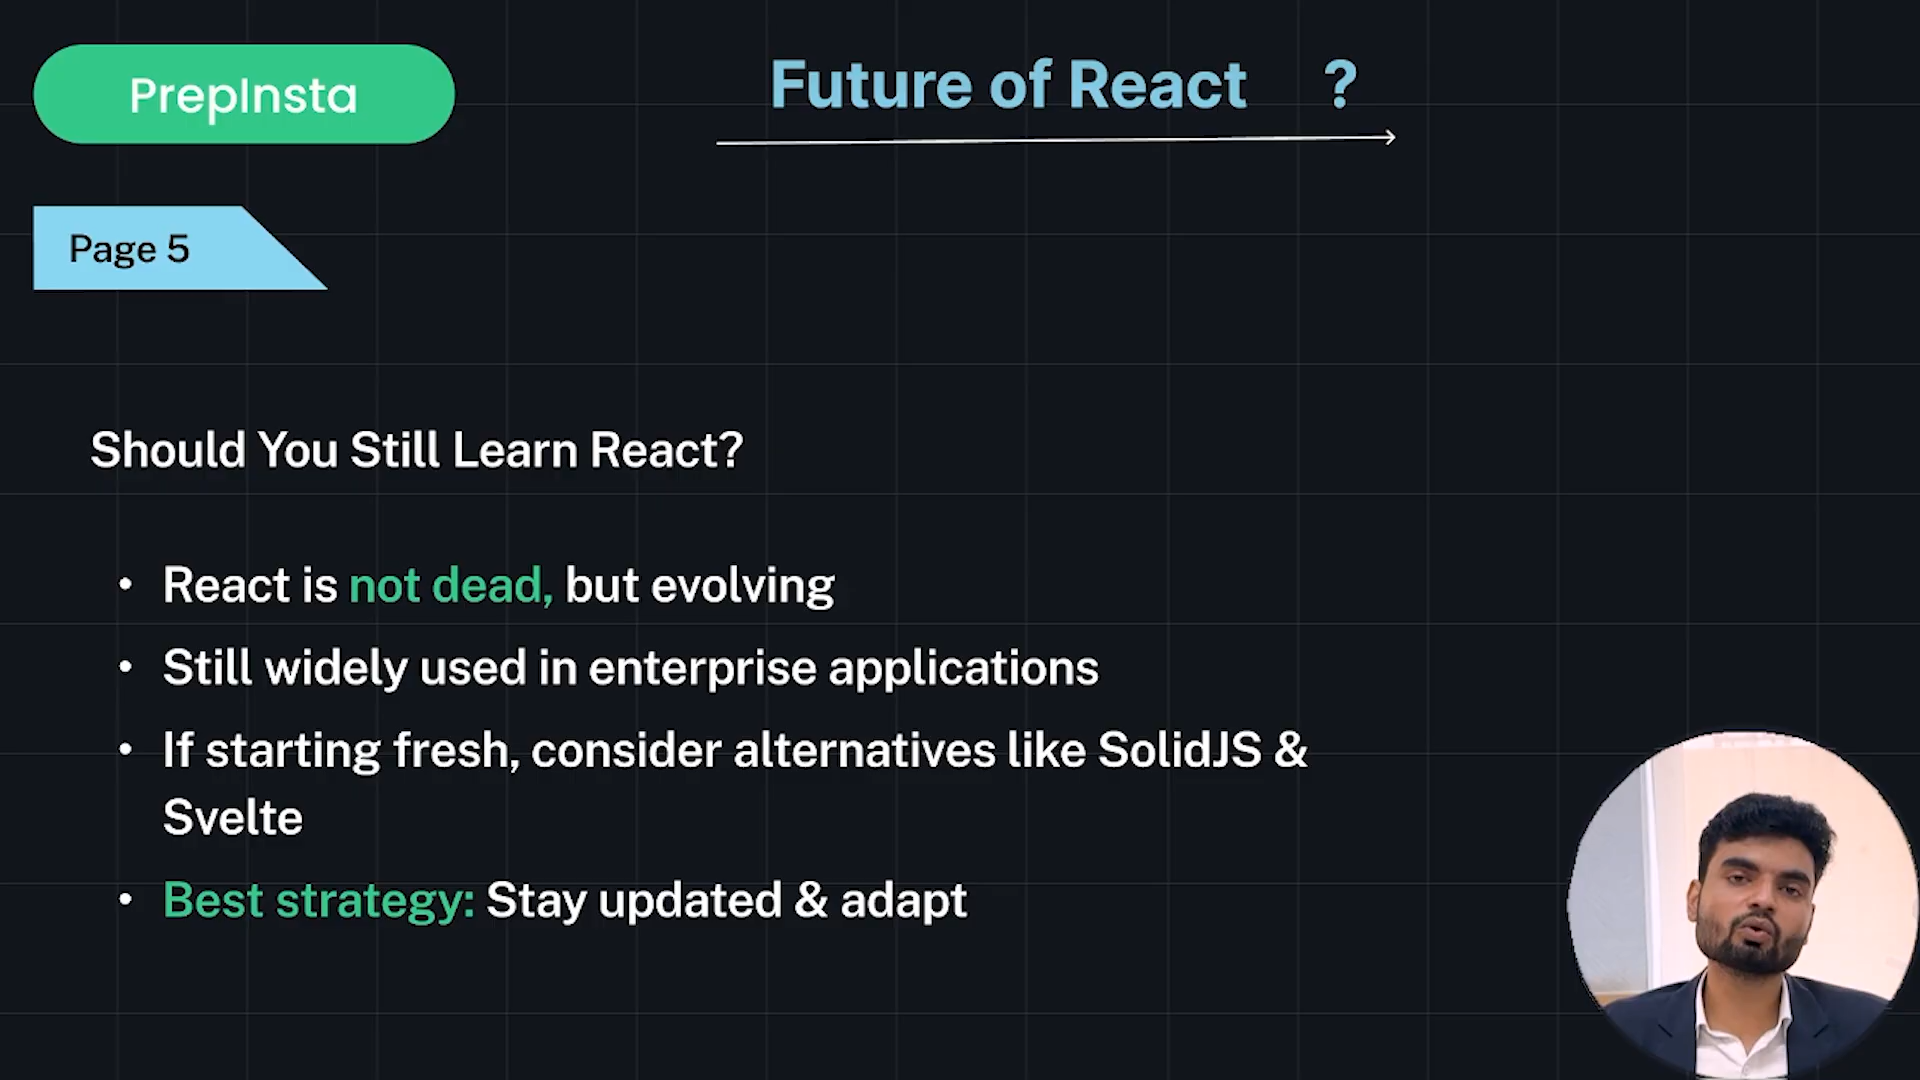 PrepInsta
Future of React ?
Page 5
Should You Still Learn React?
• React is not dead, but evolving
• Still widely used in enterprise applications
• If starting fresh, consider alternatives like SolidJS &
Svelte
• Best strategy: Stay updated & adapt